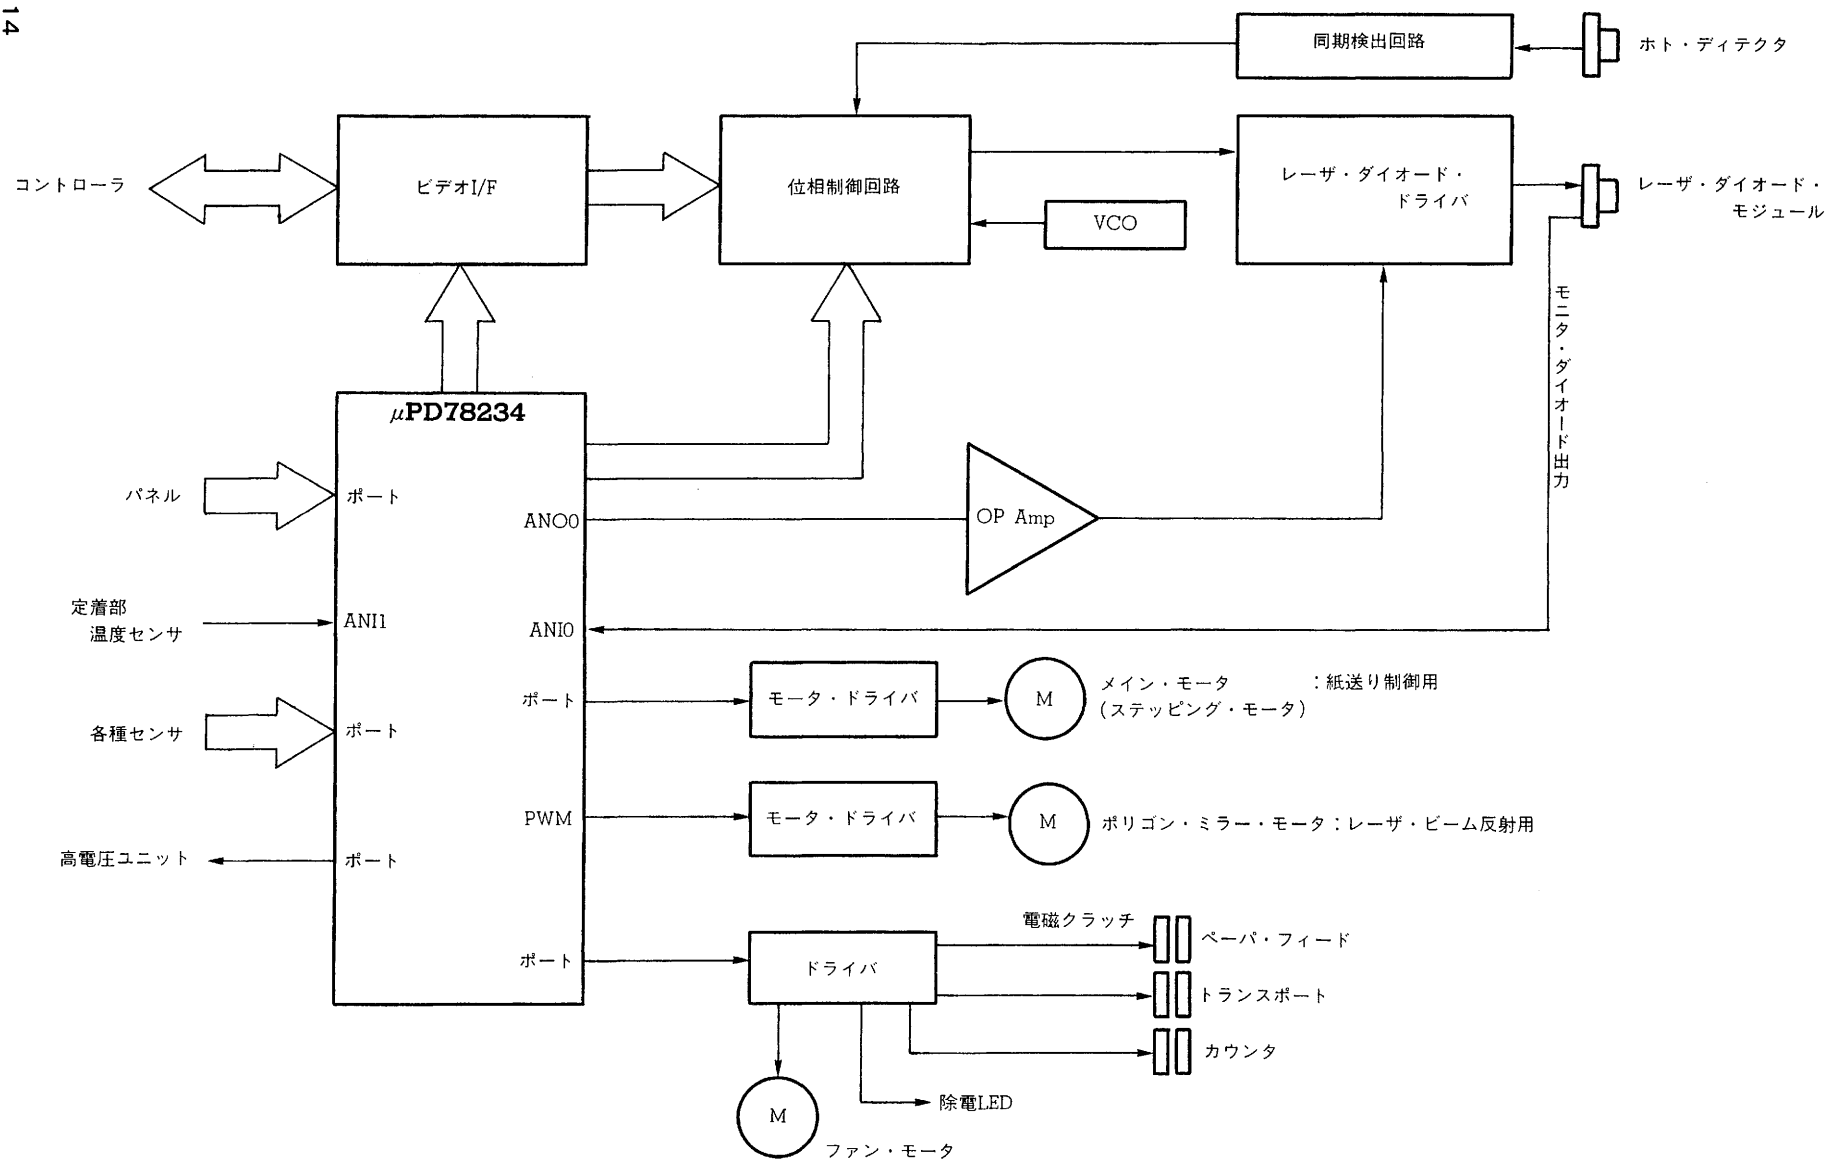 14
同期検出回路
ホト・ディテクタ
コントローラ
ビデオI/F
位相制御回路
VCO
レーザ・ダイオード・
ドライバ
レーザ・ダイオード・
モジュール
モニタ・ダイオード出力
μPD78234
パネル
ポート
ANO0
OP Amp
定着部
温度センサ
ANI1
ANI0
ポート
モータ・ドライバ
M
メイン・モータ :紙送り制御用
(ステッピング・モータ)
各種センサ
ポート
PWM
モータ・ドライバ
M
ポリゴン・ミラー・モータ:レーザ・ビーム反射用
高電圧ユニット
ポート
ポート
ドライバ
電磁クラッチ
ペーパ・フィード
トランスポート
カウンタ
除電LED
M
ファン・モータ